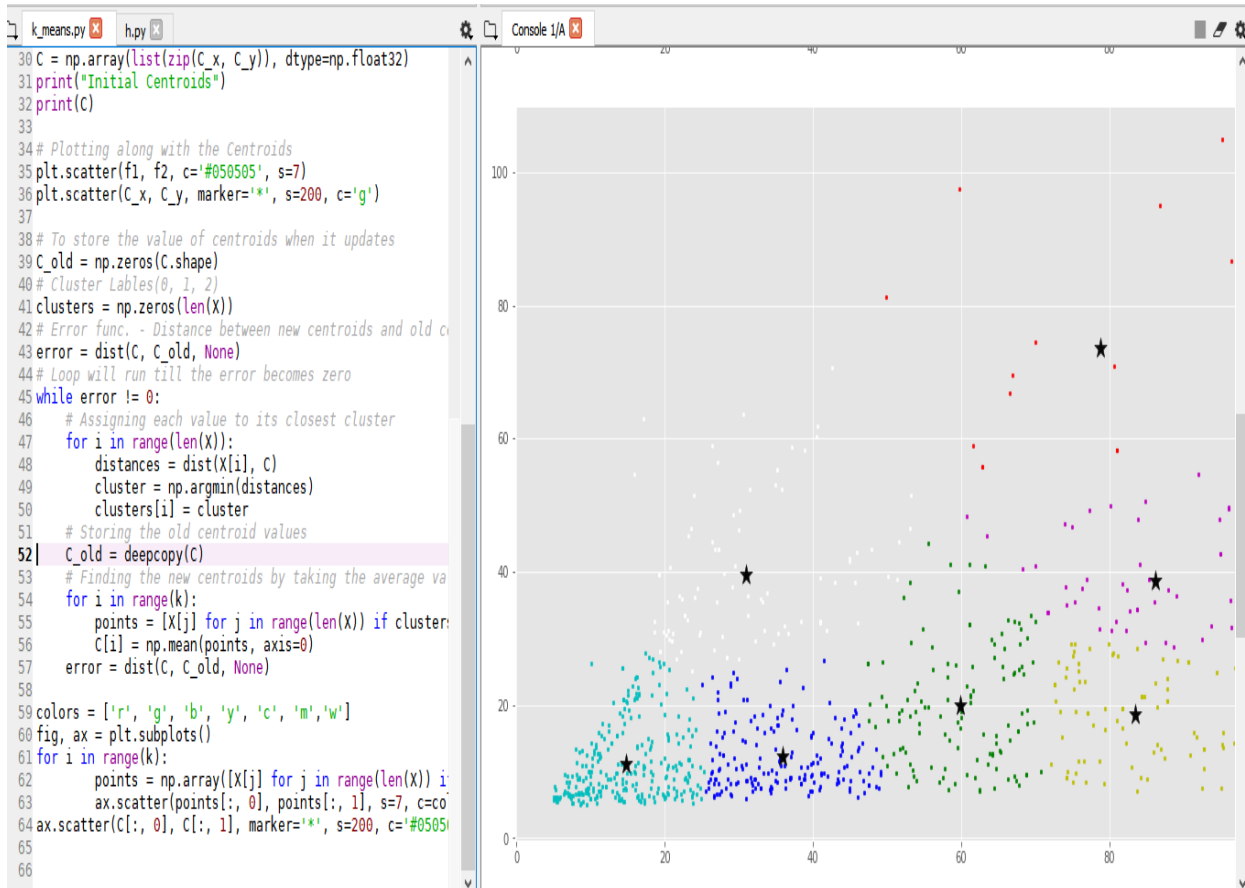 k_means.py
h.py
Console 1/A
30 C = np.array(list(zip(C_x, C_y)), dtype=np.float32)
31 print("Initial Centroids")
32 print(C)
33
34 # Plotting along with the Centroids
35 plt.scatter(f1, f2, c='#050505', s=7)
36 plt.scatter(C_x, C_y, marker='*', s=200, c='g')
37
38 # To store the value of centroids when it updates
39 C_old = np.zeros(C.shape)
40 # Cluster Lables(0, 1, 2)
41 clusters = np.zeros(len(X))
42 # Error func. - Distance between new centroids and old c
43 error = dist(C, C_old, None)
44 # Loop will run till the error becomes zero
45 while error != 0:
46     # Assigning each value to its closest cluster
47     for i in range(len(X)):
48         distances = dist(X[i], C)
49         cluster = np.argmin(distances)
50         clusters[i] = cluster
51     # Storing the old centroid values
52     C_old = deepcopy(C)
53     # Finding the new centroids by taking the average va
54     for i in range(k):
55         points = [X[j] for j in range(len(X)) if clusters
56         C[i] = np.mean(points, axis=0)
57     error = dist(C, C_old, None)
58
59 colors = ['r', 'g', 'b', 'y', 'c', 'm','w']
60 fig, ax = plt.subplots()
61 for i in range(k):
62         points = np.array([X[j] for j in range(len(X)) i
63         ax.scatter(points[:, 0], points[:, 1], s=7, c=co
64 ax.scatter(C[:, 0], C[:, 1], marker='*', s=200, c='#0505
65
66
0 20 40 60 80
100
80
60
40
20
0
0 20 40 60 80